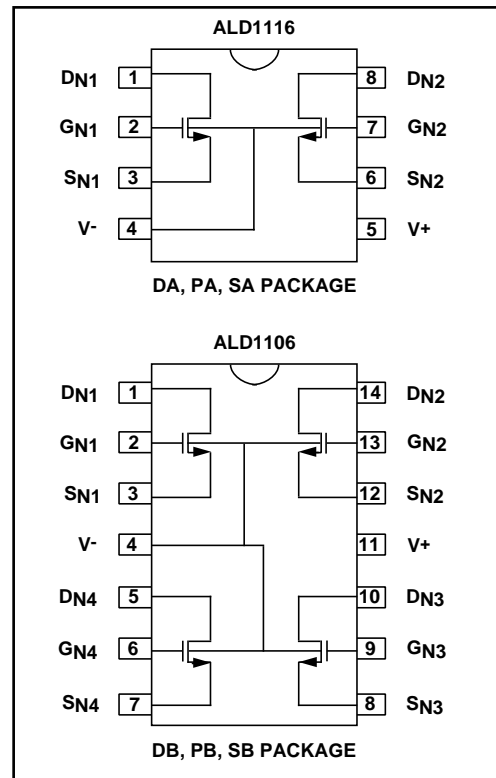 ALD1116
DN1 1 8 DN2
GN1 2 7 GN2
SN1 3 6 SN2
V- 4 5 V+
DA, PA, SA PACKAGE
ALD1106
DN1 1 14 DN2
GN1 2 13 GN2
SN1 3 12 SN2
V- 4 11 V+
DN4 5 10 DN3
GN4 6 9 GN3
SN4 7 8 SN3
DB, PB, SB PACKAGE